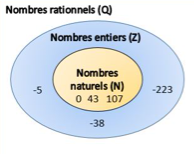 Nombres rationnels (Q)
Nombres entiers (Z)
Nombres
naturels (N)
-5
-223
0 43 107
-38